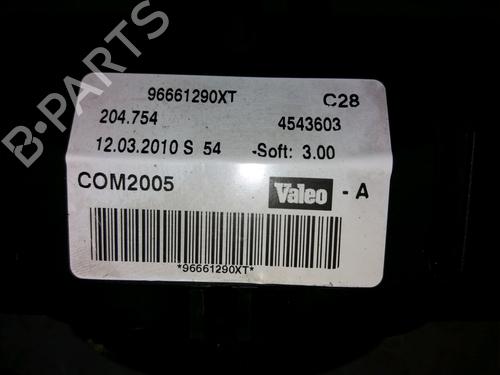 96661290XT C28
204.754 4543603
12.03.2010 S 54 -Soft: 3.00
COM2005 Valeo - A
*96661290XT*
B-PARTS